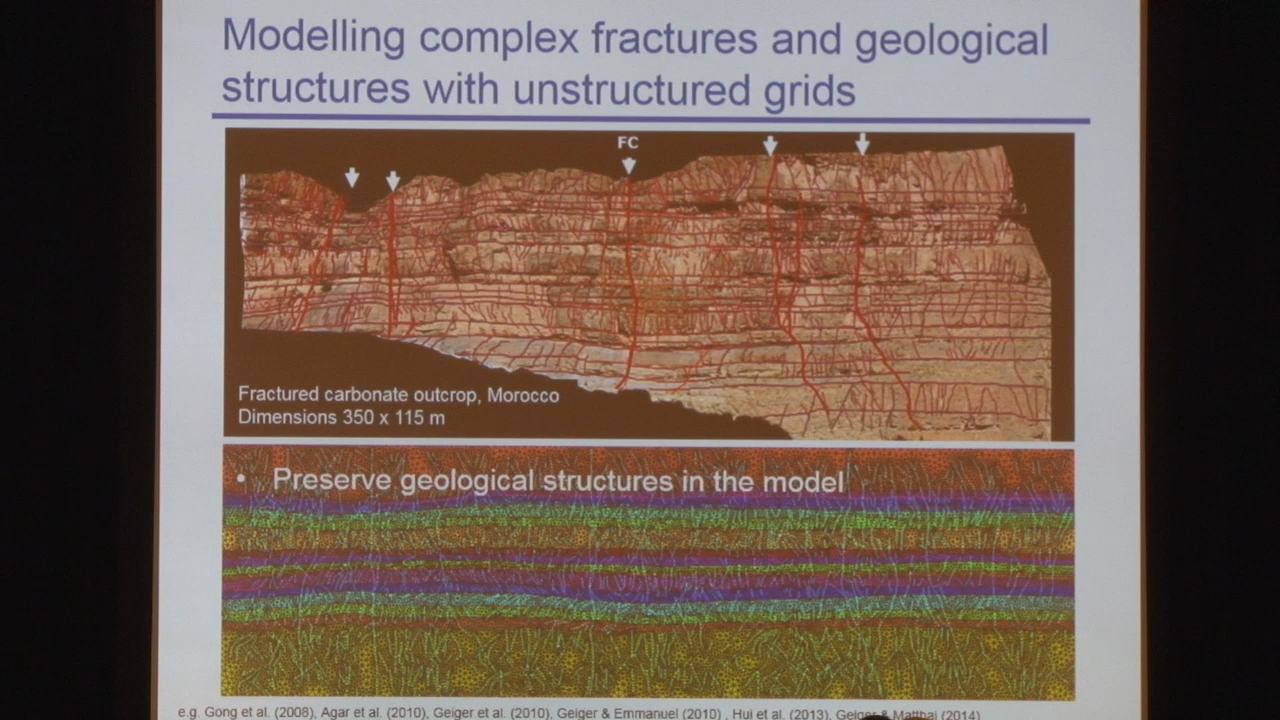 Modelling complex fractures and geological
structures with unstructured grids
FC
Fractured carbonate outcrop, Morocco
Dimensions 350 x 115 m
• Preserve geological structures in the model
e.g. Gong et al. (2008), Agar et al. (2010), Geiger et al. (2010), Geiger & Emmanuel (2010) , Hui et al. (2013), Geiger & Matthai (2014)